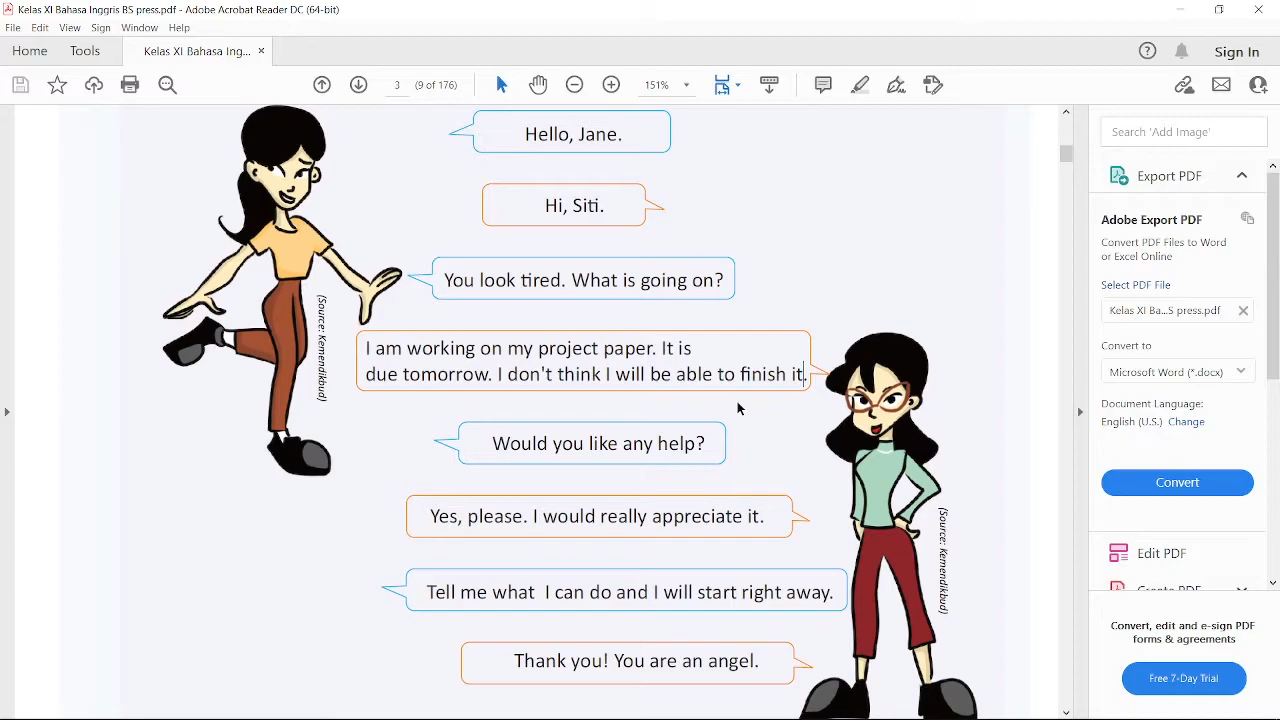 Kelas XI Bahasa Inggris BS press.pdf - Adobe Acrobat Reader DC (64-bit)
File Edit View Sign Window Help
Home Tools Kelas XI Bahasa Ing... × Sign In
3 (9 of 176) 151%
Hello, Jane.
Hi, Siti.
You look tired. What is going on?
(Source: Kemendikbud)
I am working on my project paper. It is
due tomorrow. I don't think I will be able to finish it.
Would you like any help?
Yes, please. I would really appreciate it.
Tell me what I can do and I will start right away.
(Source: Kemendikbud)
Thank you! You are an angel.
Search 'Add Image'
Export PDF
Adobe Export PDF
Convert PDF Files to Word
or Excel Online
Select PDF File
Kelas XI Ba...S press.pdf
Convert to
Microsoft Word (*.docx)
Document Language:
English (U.S.) Change
Convert
Edit PDF
Convert, edit and e-sign PDF
forms & agreements
Free 7-Day Trial